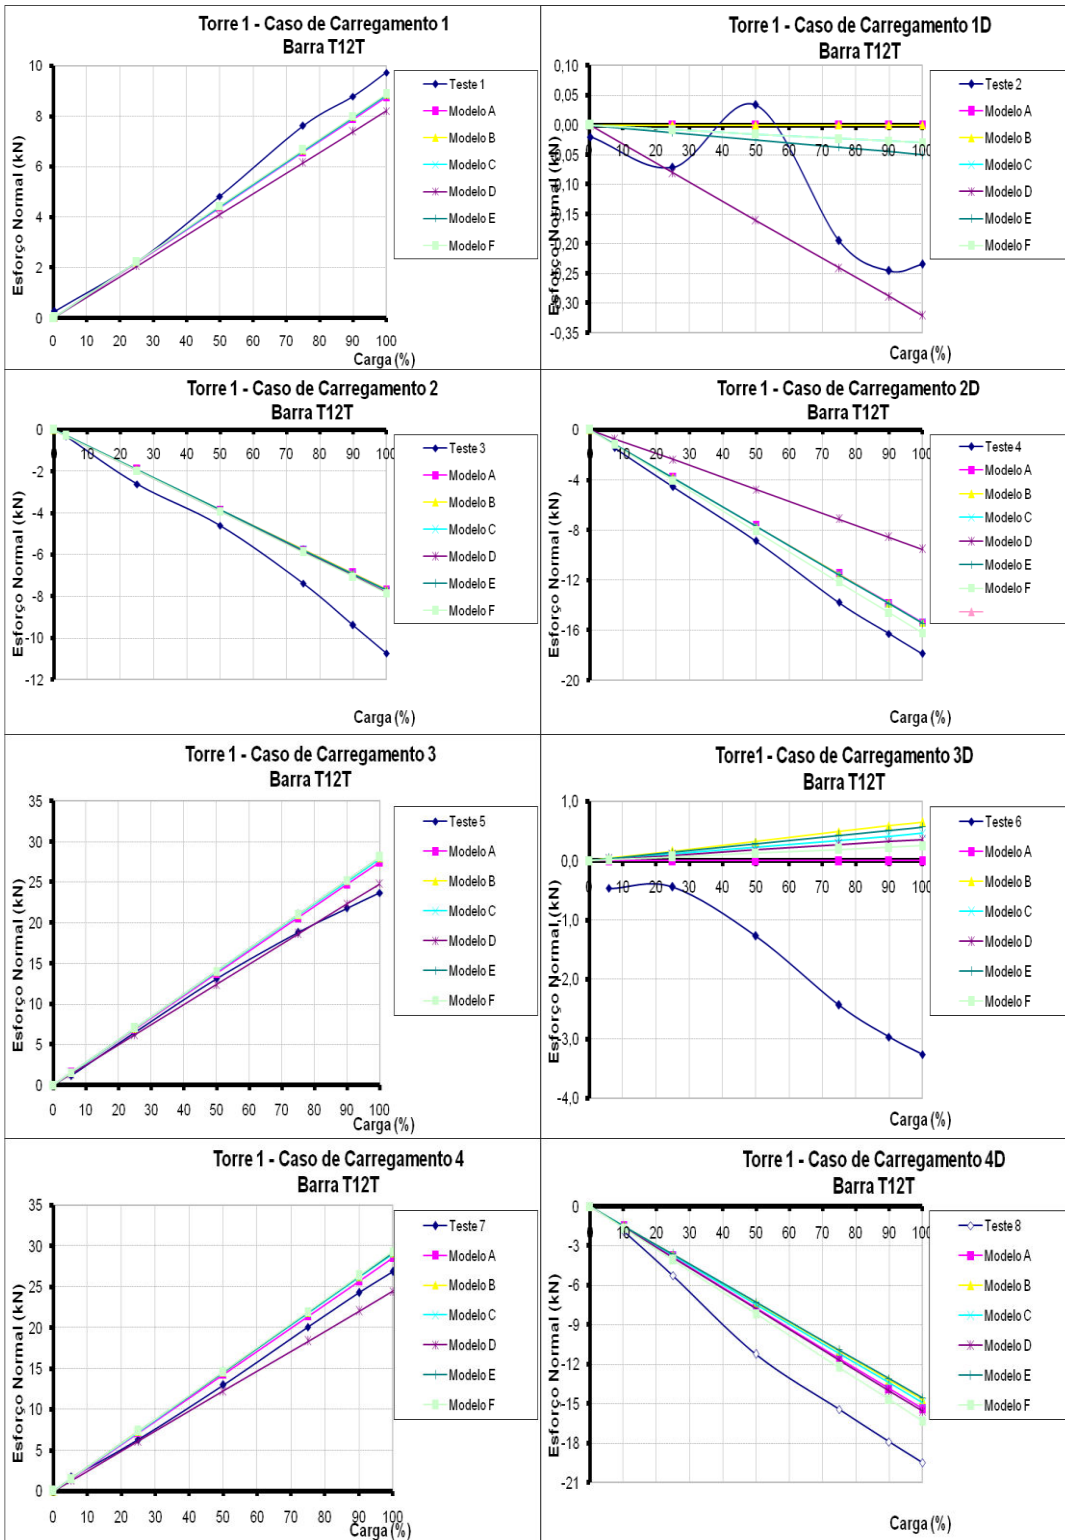 Torre 1 - Caso de Carregamento 1
Barra T12T
Esforço Normal (kN)
10
8
6
4
2
0
0 10 20 30 40 50 60 70 80 90 100
Carga (%)
Teste 1
Modelo A
Modelo B
Modelo C
Modelo D
Modelo E
Modelo F
Torre 1 - Caso de Carregamento 1D
Barra T12T
Esforço Normal (kN)
0,10
0,05
0,00
0,05
0,10
0,15
-0,20
-0,25
-0,30
-0,35
0 10 20 30 40 50 60 70 80 90 100
Carga (%)
Teste 2
Modelo A
Modelo B
Modelo C
Modelo D
Modelo E
Modelo F
Torre 1 - Caso de Carregamento 2
Barra T12T
Esforço Normal (kN)
0
-2
-4
-6
-8
-10
-12
0 10 20 30 40 50 60 70 80 90 100
Carga (%)
Teste 3
Modelo A
Modelo B
Modelo C
Modelo D
Modelo E
Modelo F
Torre 1 - Caso de Carregamento 2D
Barra T12T
Esforço Normal (kN)
0
-4
-8
-12
-16
-20
0 10 20 30 40 50 60 70 80 90 100
Carga (%)
Teste 4
Modelo A
Modelo B
Modelo C
Modelo D
Modelo E
Modelo F
Torre 1 - Caso de Carregamento 3
Barra T12T
Esforço Normal (kN)
35
30
25
20
15
10
5
0
0 10 20 30 40 50 60 70 80 90 100
Carga (%)
Teste 5
Modelo A
Modelo B
Modelo C
Modelo D
Modelo E
Modelo F
Torre1 - Caso de Carregamento 3D
Barra T12T
Esforço Normal (kN)
1,0
0,0
-1,0
-2,0
-3,0
-4,0
0 10 20 30 40 50 60 70 80 90 100
Carga (%)
Teste 6
Modelo A
Modelo B
Modelo C
Modelo D
Modelo E
Modelo F
Torre 1 - Caso de Carregamento 4
Barra T12T
Esforço Normal (kN)
35
30
25
20
15
10
5
0
0 10 20 30 40 50 60 70 80 90 100
Carga (%)
Teste 7
Modelo A
Modelo B
Modelo C
Modelo D
Modelo E
Modelo F
Torre 1 - Caso de Carregamento 4D
Barra T12T
Esforço Normal (kN)
0
-3
-6
-9
-12
-15
-18
-21
0 10 20 30 40 50 60 70 80 90 100
Carga (%)
Teste 8
Modelo A
Modelo B
Modelo C
Modelo D
Modelo E
Modelo F